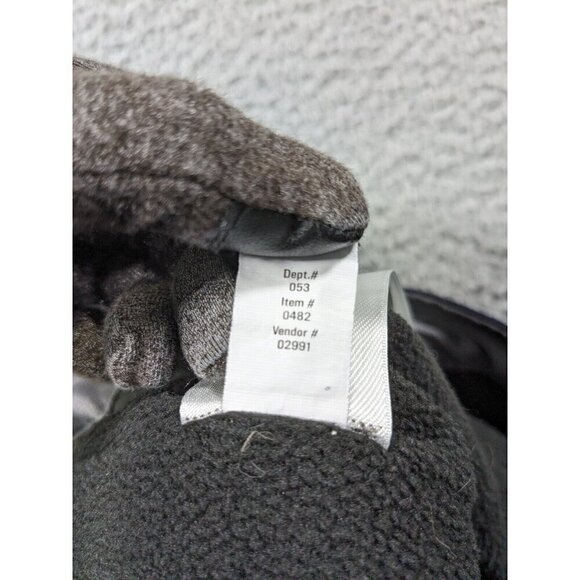 Dept.#
053
Item #
0482
Vendor #
02991